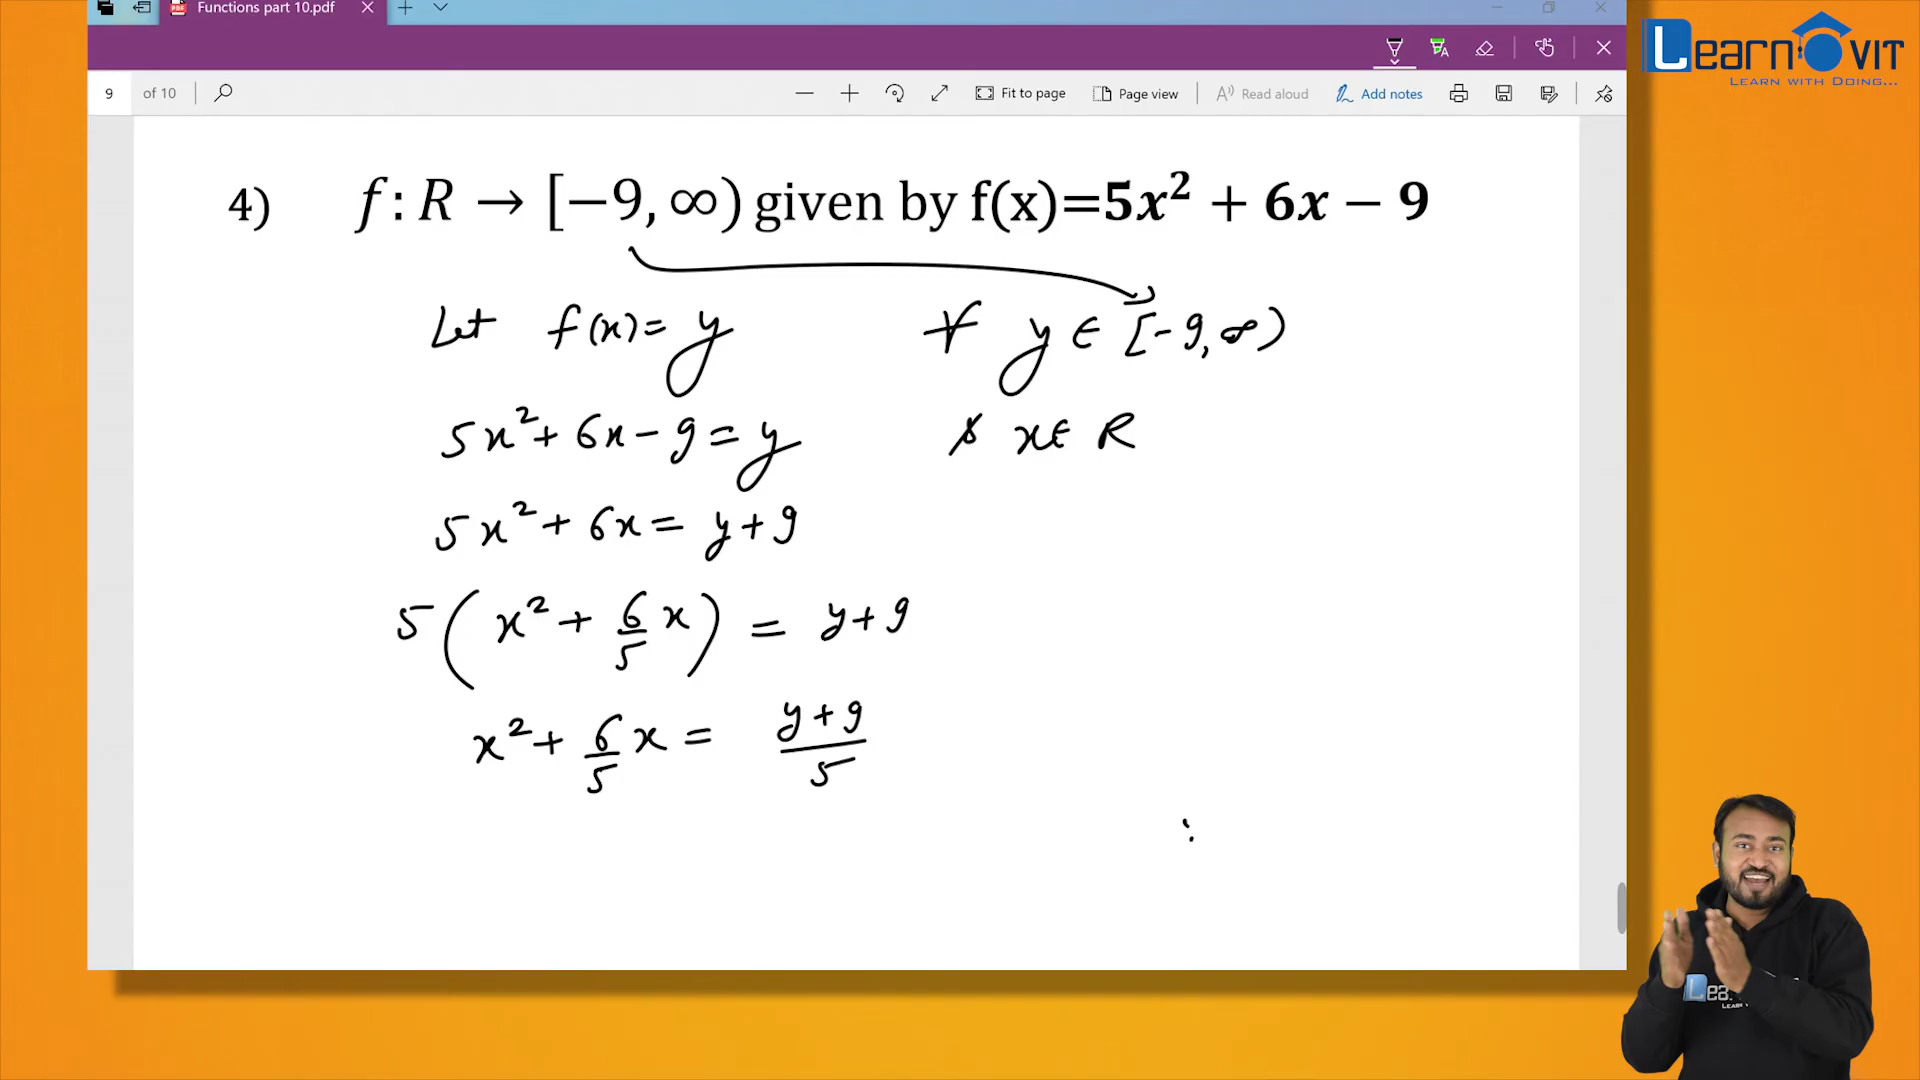 Functions part 10.pdf
LearnOVIT
LEARN WITH DOING...
9 of 10
Fit to page
Page view
Read aloud
Add notes
4) f: R → [−9, ∞) given by f(x)=5x² + 6x − 9
Let f(x) = y ∀ y ∈ [-9, ∞)
5x² + 6x - 9 = y & x ∈ R
5x² + 6x = y + 9
5 ( x² + 6/5 x ) = y + 9
x² + 6/5 x = (y + 9)/5